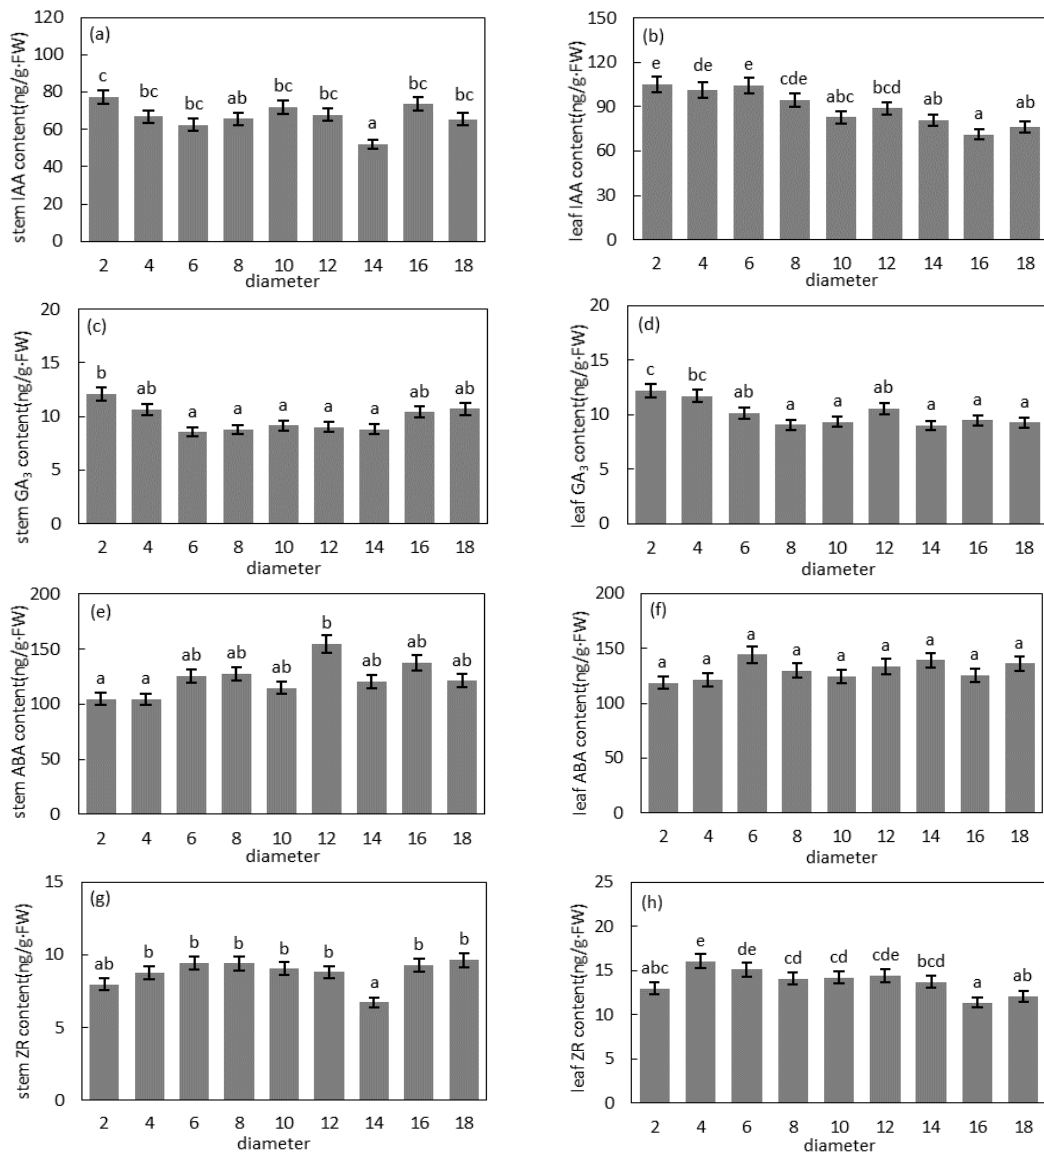 (a)
stem IAA content(ng/g·FW)
120
100
80
60
40
20
0
c bc bc ab bc bc a bc bc
2 4 6 8 10 12 14 16 18
diameter
(b)
leaf IAA content(ng/g·FW)
150
120
90
60
30
0
e de e cde abc bcd ab a ab
2 4 6 8 10 12 14 16 18
diameter
(c)
stem GA3 content(ng/g·FW)
20
15
10
5
0
b ab a a a a a ab ab
2 4 6 8 10 12 14 16 18
diameter
(d)
leaf GA3 content(ng/g·FW)
20
15
10
5
0
c bc ab a a ab a a a
2 4 6 8 10 12 14 16 18
diameter
(e)
stem ABA content(ng/g·FW)
200
150
100
50
0
a a ab ab ab b ab ab ab
2 4 6 8 10 12 14 16 18
diameter
(f)
leaf ABA content(ng/g·FW)
200
150
100
50
0
a a a a a a a a a
2 4 6 8 10 12 14 16 18
diameter
(g)
stem ZR content(ng/g·FW)
15
10
5
0
ab b b b b b a b b
2 4 6 8 10 12 14 16 18
diameter
(h)
leaf ZR content(ng/g·FW)
25
20
15
10
5
0
abc e de cd cd cde bcd a ab
2 4 6 8 10 12 14 16 18
diameter